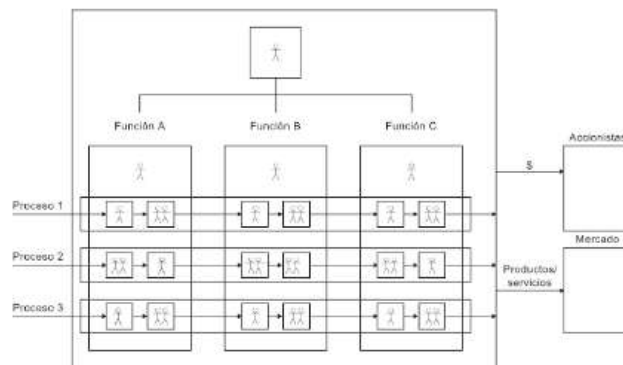 Función A
Función B
Función C
Accionistas
$
Proceso 1
Mercado
Proceso 2
Productos/
servicios
Proceso 3